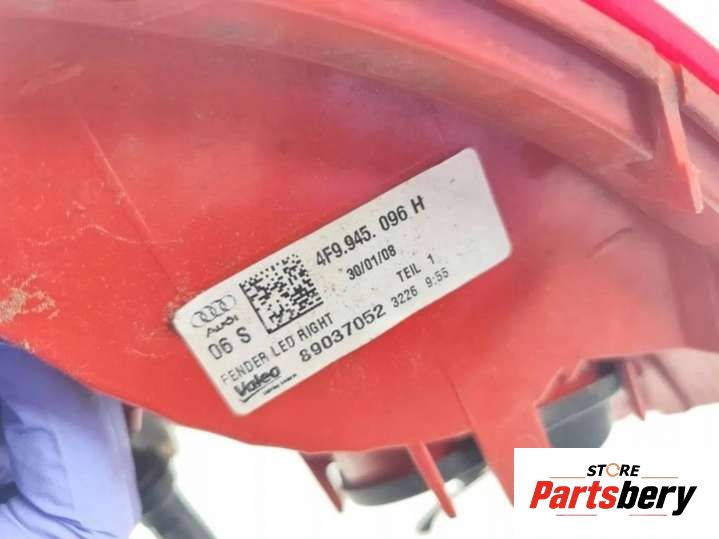 4F9.945. 096 H
30/01/08
TEIL 1
AUDI
06 S
FENDER LED RIGHT
89037052 3226 9:55
Valeo
STORE
Partsbery